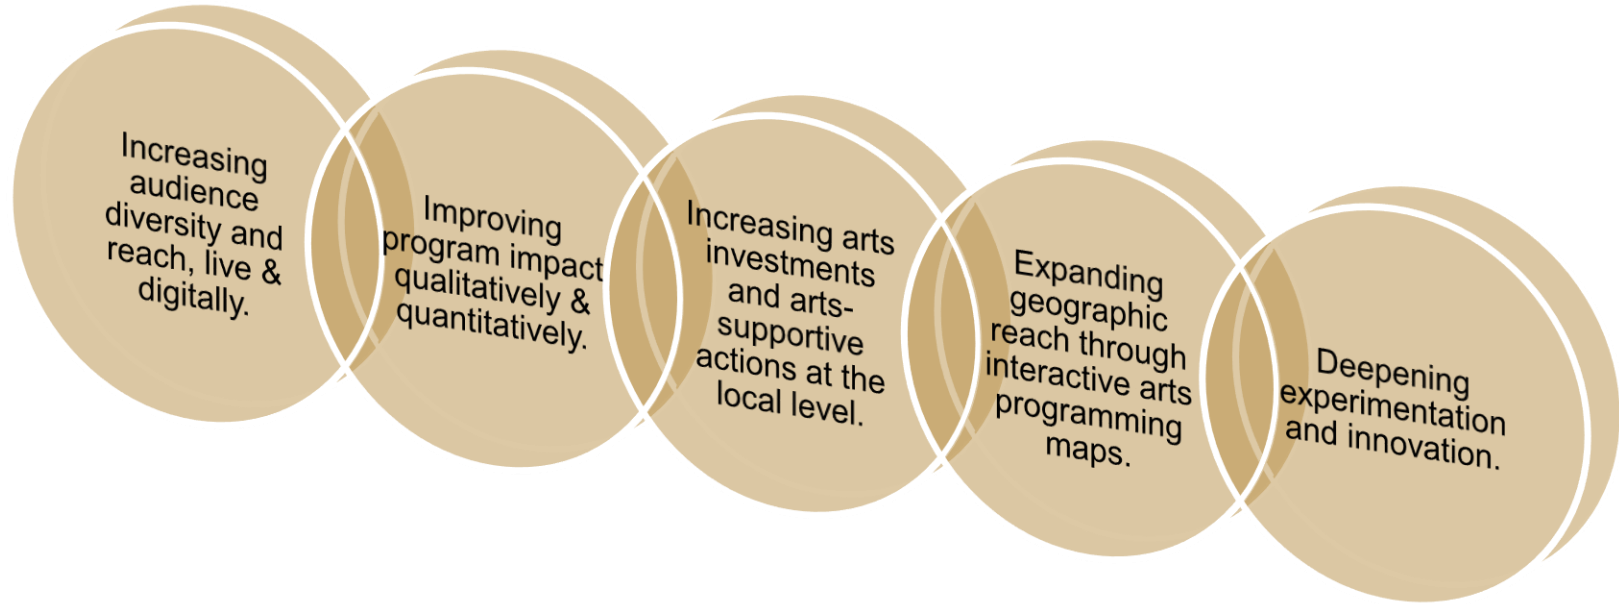 Increasing
audience
diversity and
reach, live &
digitally.
Improving
program impact
qualitatively &
quantitatively.
Increasing arts
investments
and arts-
supportive
actions at the
local level.
Expanding
geographic
reach through
interactive arts
programming
maps.
Deepening
experimentation
and innovation.